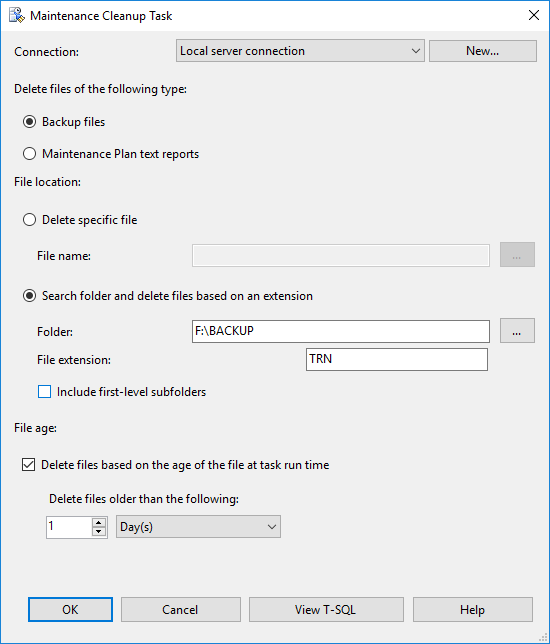 Maintenance Cleanup Task
Connection: Local server connection New...
Delete files of the following type:
Backup files
Maintenance Plan text reports
File location:
Delete specific file
File name: ...
Search folder and delete files based on an extension
Folder: F:\BACKUP ...
File extension: TRN
Include first-level subfolders
File age:
Delete files based on the age of the file at task run time
Delete files older than the following:
1 Day(s)
OK Cancel View T-SQL Help